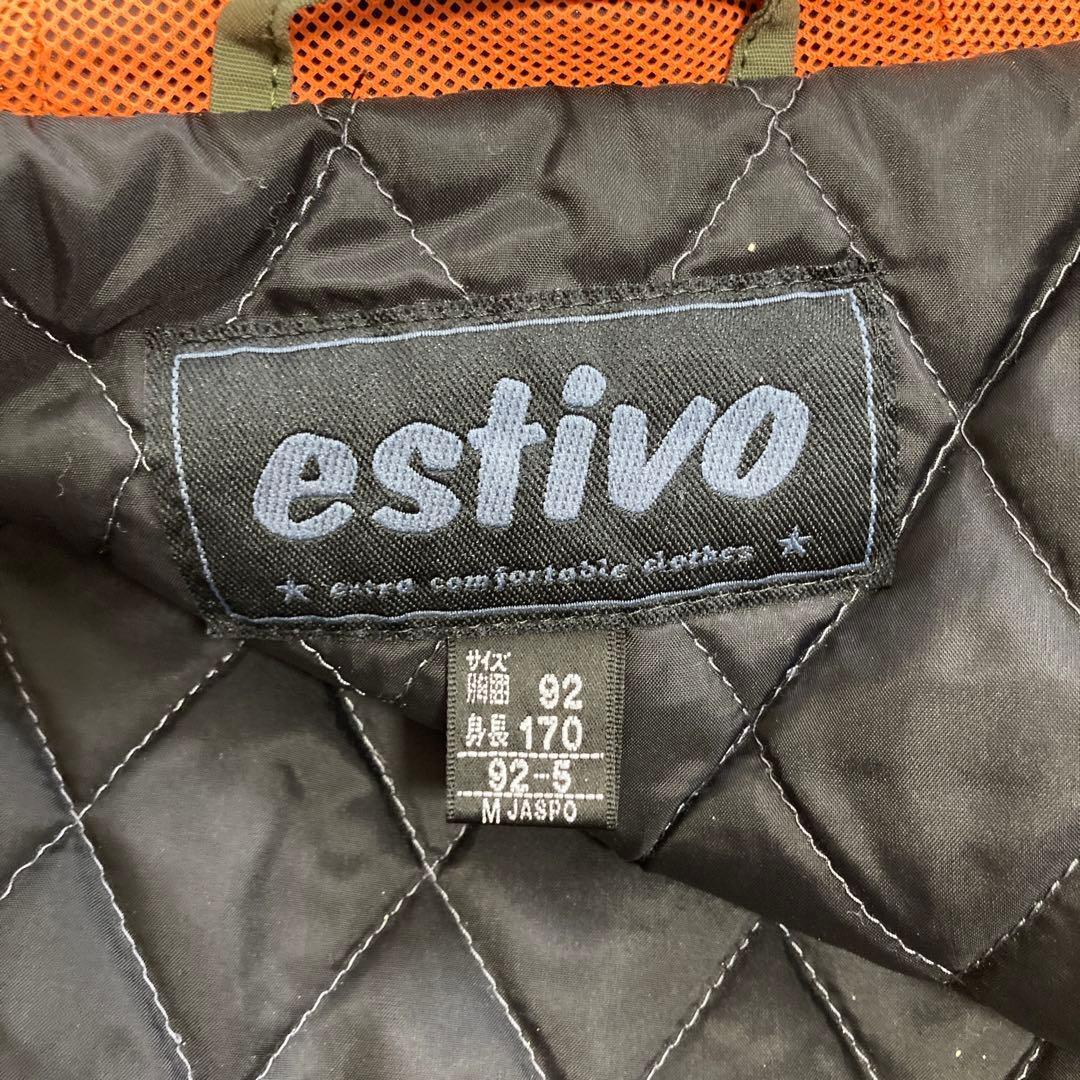 estivo
★ extra comfortable clothes ★
サイズ
胸囲 92
身長 170
92-5
M JASPO